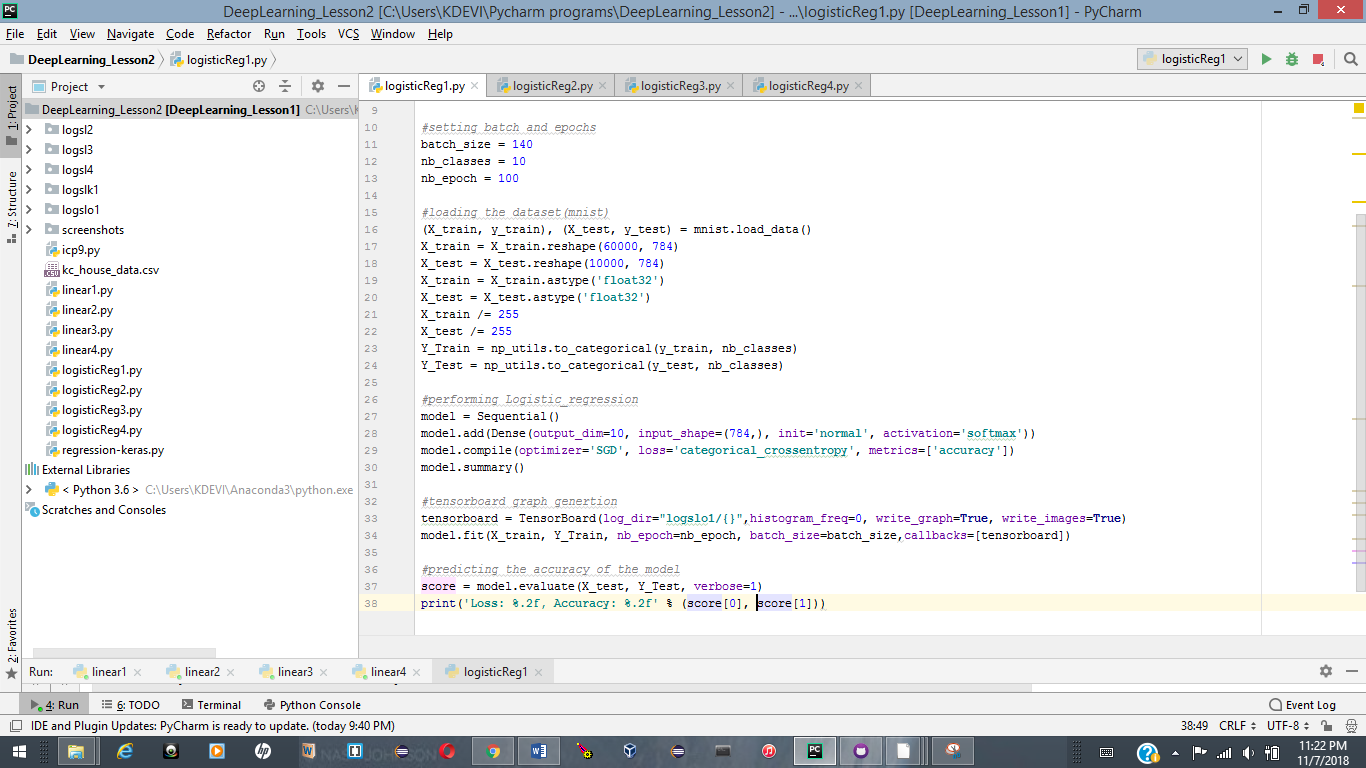 DeepLearning_Lesson2 [C:\Users\KDEVI\Pycharm programs\DeepLearning_Lesson2] - ...\logisticReg1.py [DeepLearning_Lesson1] - PyCharm
File Edit View Navigate Code Refactor Run Tools VCS Window Help
DeepLearning_Lesson2 logisticReg1.py logisticReg1
Project
logisticReg1.py logisticReg2.py logisticReg3.py logisticReg4.py
1: Project
7: Structure
2: Favorites
DeepLearning_Lesson2 [DeepLearning_Lesson1] C:\Users\K
logsl2
logsl3
logsl4
logslk1
logslo1
screenshots
icp9.py
kc_house_data.csv
linear1.py
linear2.py
linear3.py
linear4.py
logisticReg1.py
logisticReg2.py
logisticReg3.py
logisticReg4.py
regression-keras.py
External Libraries
< Python 3.6 > C:\Users\KDEVI\Anaconda3\python.exe
Scratches and Consoles
9
10 #setting batch and epochs
11 batch_size = 140
12 nb_classes = 10
13 nb_epoch = 100
14
15 #loading the dataset(mnist)
16 (X_train, y_train), (X_test, y_test) = mnist.load_data()
17 X_train = X_train.reshape(60000, 784)
18 X_test = X_test.reshape(10000, 784)
19 X_train = X_train.astype('float32')
20 X_test = X_test.astype('float32')
21 X_train /= 255
22 X_test /= 255
23 Y_Train = np_utils.to_categorical(y_train, nb_classes)
24 Y_Test = np_utils.to_categorical(y_test, nb_classes)
25
26 #performing Logistic_regression
27 model = Sequential()
28 model.add(Dense(output_dim=10, input_shape=(784,), init='normal', activation='softmax'))
29 model.compile(optimizer='SGD', loss='categorical_crossentropy', metrics=['accuracy'])
30 model.summary()
31
32 #tensorboard graph genertion
33 tensorboard = TensorBoard(log_dir="logslo1/{}",histogram_freq=0, write_graph=True, write_images=True)
34 model.fit(X_train, Y_Train, nb_epoch=nb_epoch, batch_size=batch_size,callbacks=[tensorboard])
35
36 #predicting the accuracy of the model
37 score = model.evaluate(X_test, Y_Test, verbose=1)
38 print('Loss: %.2f, Accuracy: %.2f' % (score[0], score[1]))
Run: linear1 linear2 linear3 linear4 logisticReg1
4: Run 6: TODO Terminal Python Console Event Log
IDE and Plugin Updates: PyCharm is ready to update. (today 9:40 PM) 38:49 CRLF UTF-8
11:22 PM
11/7/2018